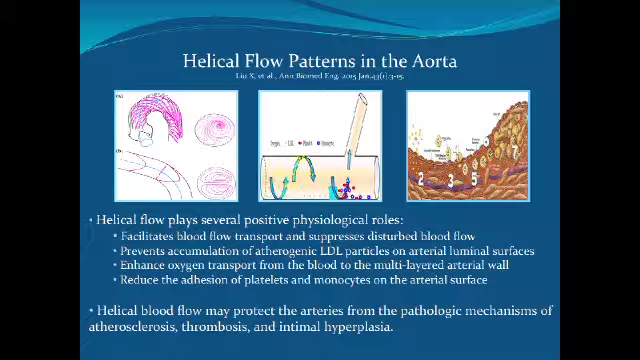 Helical Flow Patterns in the Aorta
Liu X, et al., Ann Biomed Eng. 2015 Jan;43(1):3-15.
• Helical flow plays several positive physiological roles:
• Facilitates blood flow transport and suppresses disturbed blood flow
• Prevents accumulation of atherogenic LDL particles on arterial luminal surfaces
• Enhance oxygen transport from the blood to the multi-layered arterial wall
• Reduce the adhesion of platelets and monocytes on the arterial surface
• Helical blood flow may protect the arteries from the pathologic mechanisms of
atherosclerosis, thrombosis, and intimal hyperplasia.